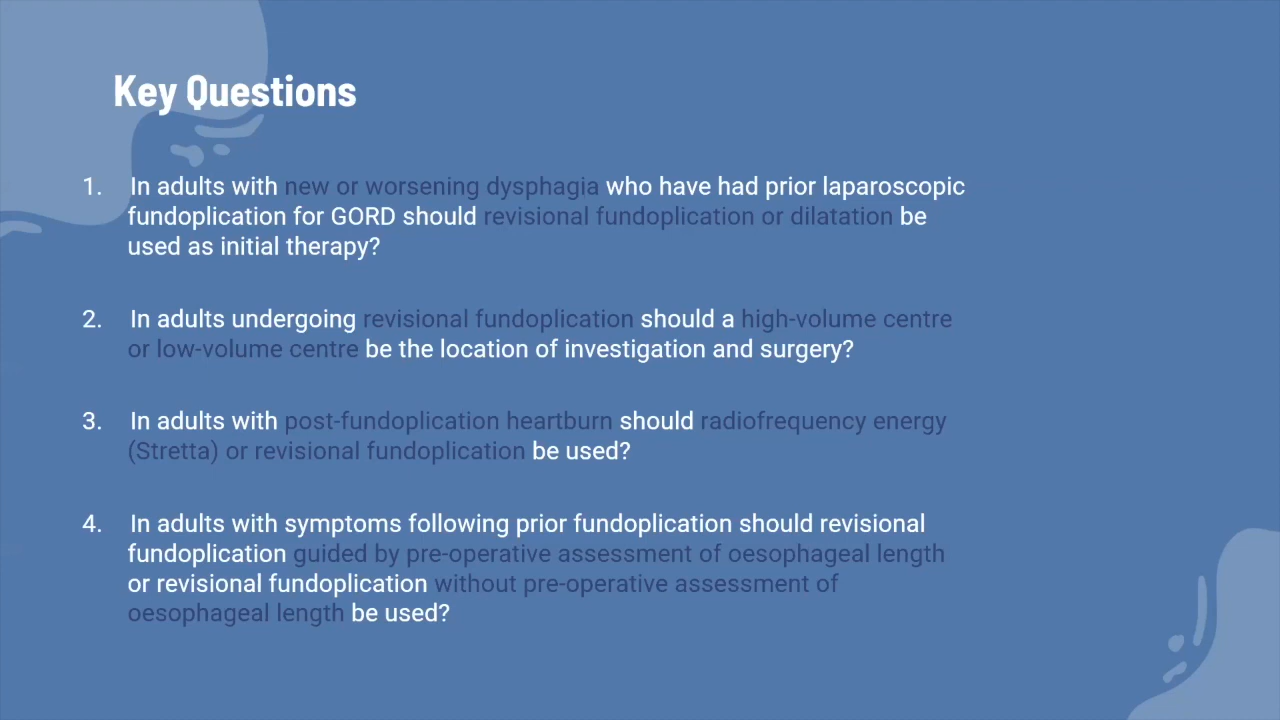 Key Questions
1. In adults with new or worsening dysphagia who have had prior laparoscopic
fundoplication for GORD should revisional fundoplication or dilatation be
used as initial therapy?
2. In adults undergoing revisional fundoplication should a high-volume centre
or low-volume centre be the location of investigation and surgery?
3. In adults with post-fundoplication heartburn should radiofrequency energy
(Stretta) or revisional fundoplication be used?
4. In adults with symptoms following prior fundoplication should revisional
fundoplication guided by pre-operative assessment of oesophageal length
or revisional fundoplication without pre-operative assessment of
oesophageal length be used?